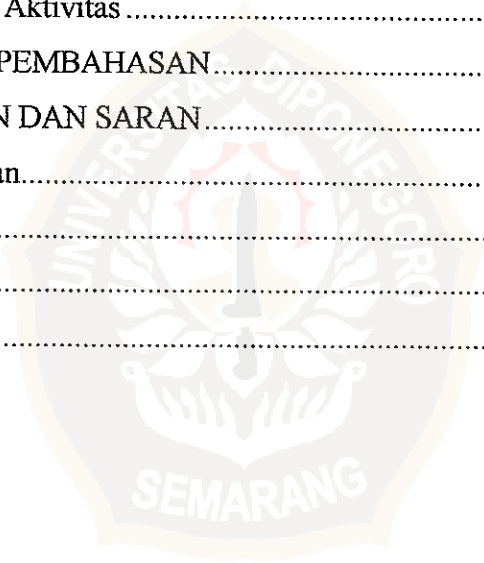 Aktivitas ..........................................................
PEMBAHASAN ............................................
N DAN SARAN .............................................
an ......................................................................
..........................................................................
..........................................................................
..........................................................................
UNIVERSITAS DIPONEGORO
SEMARANG